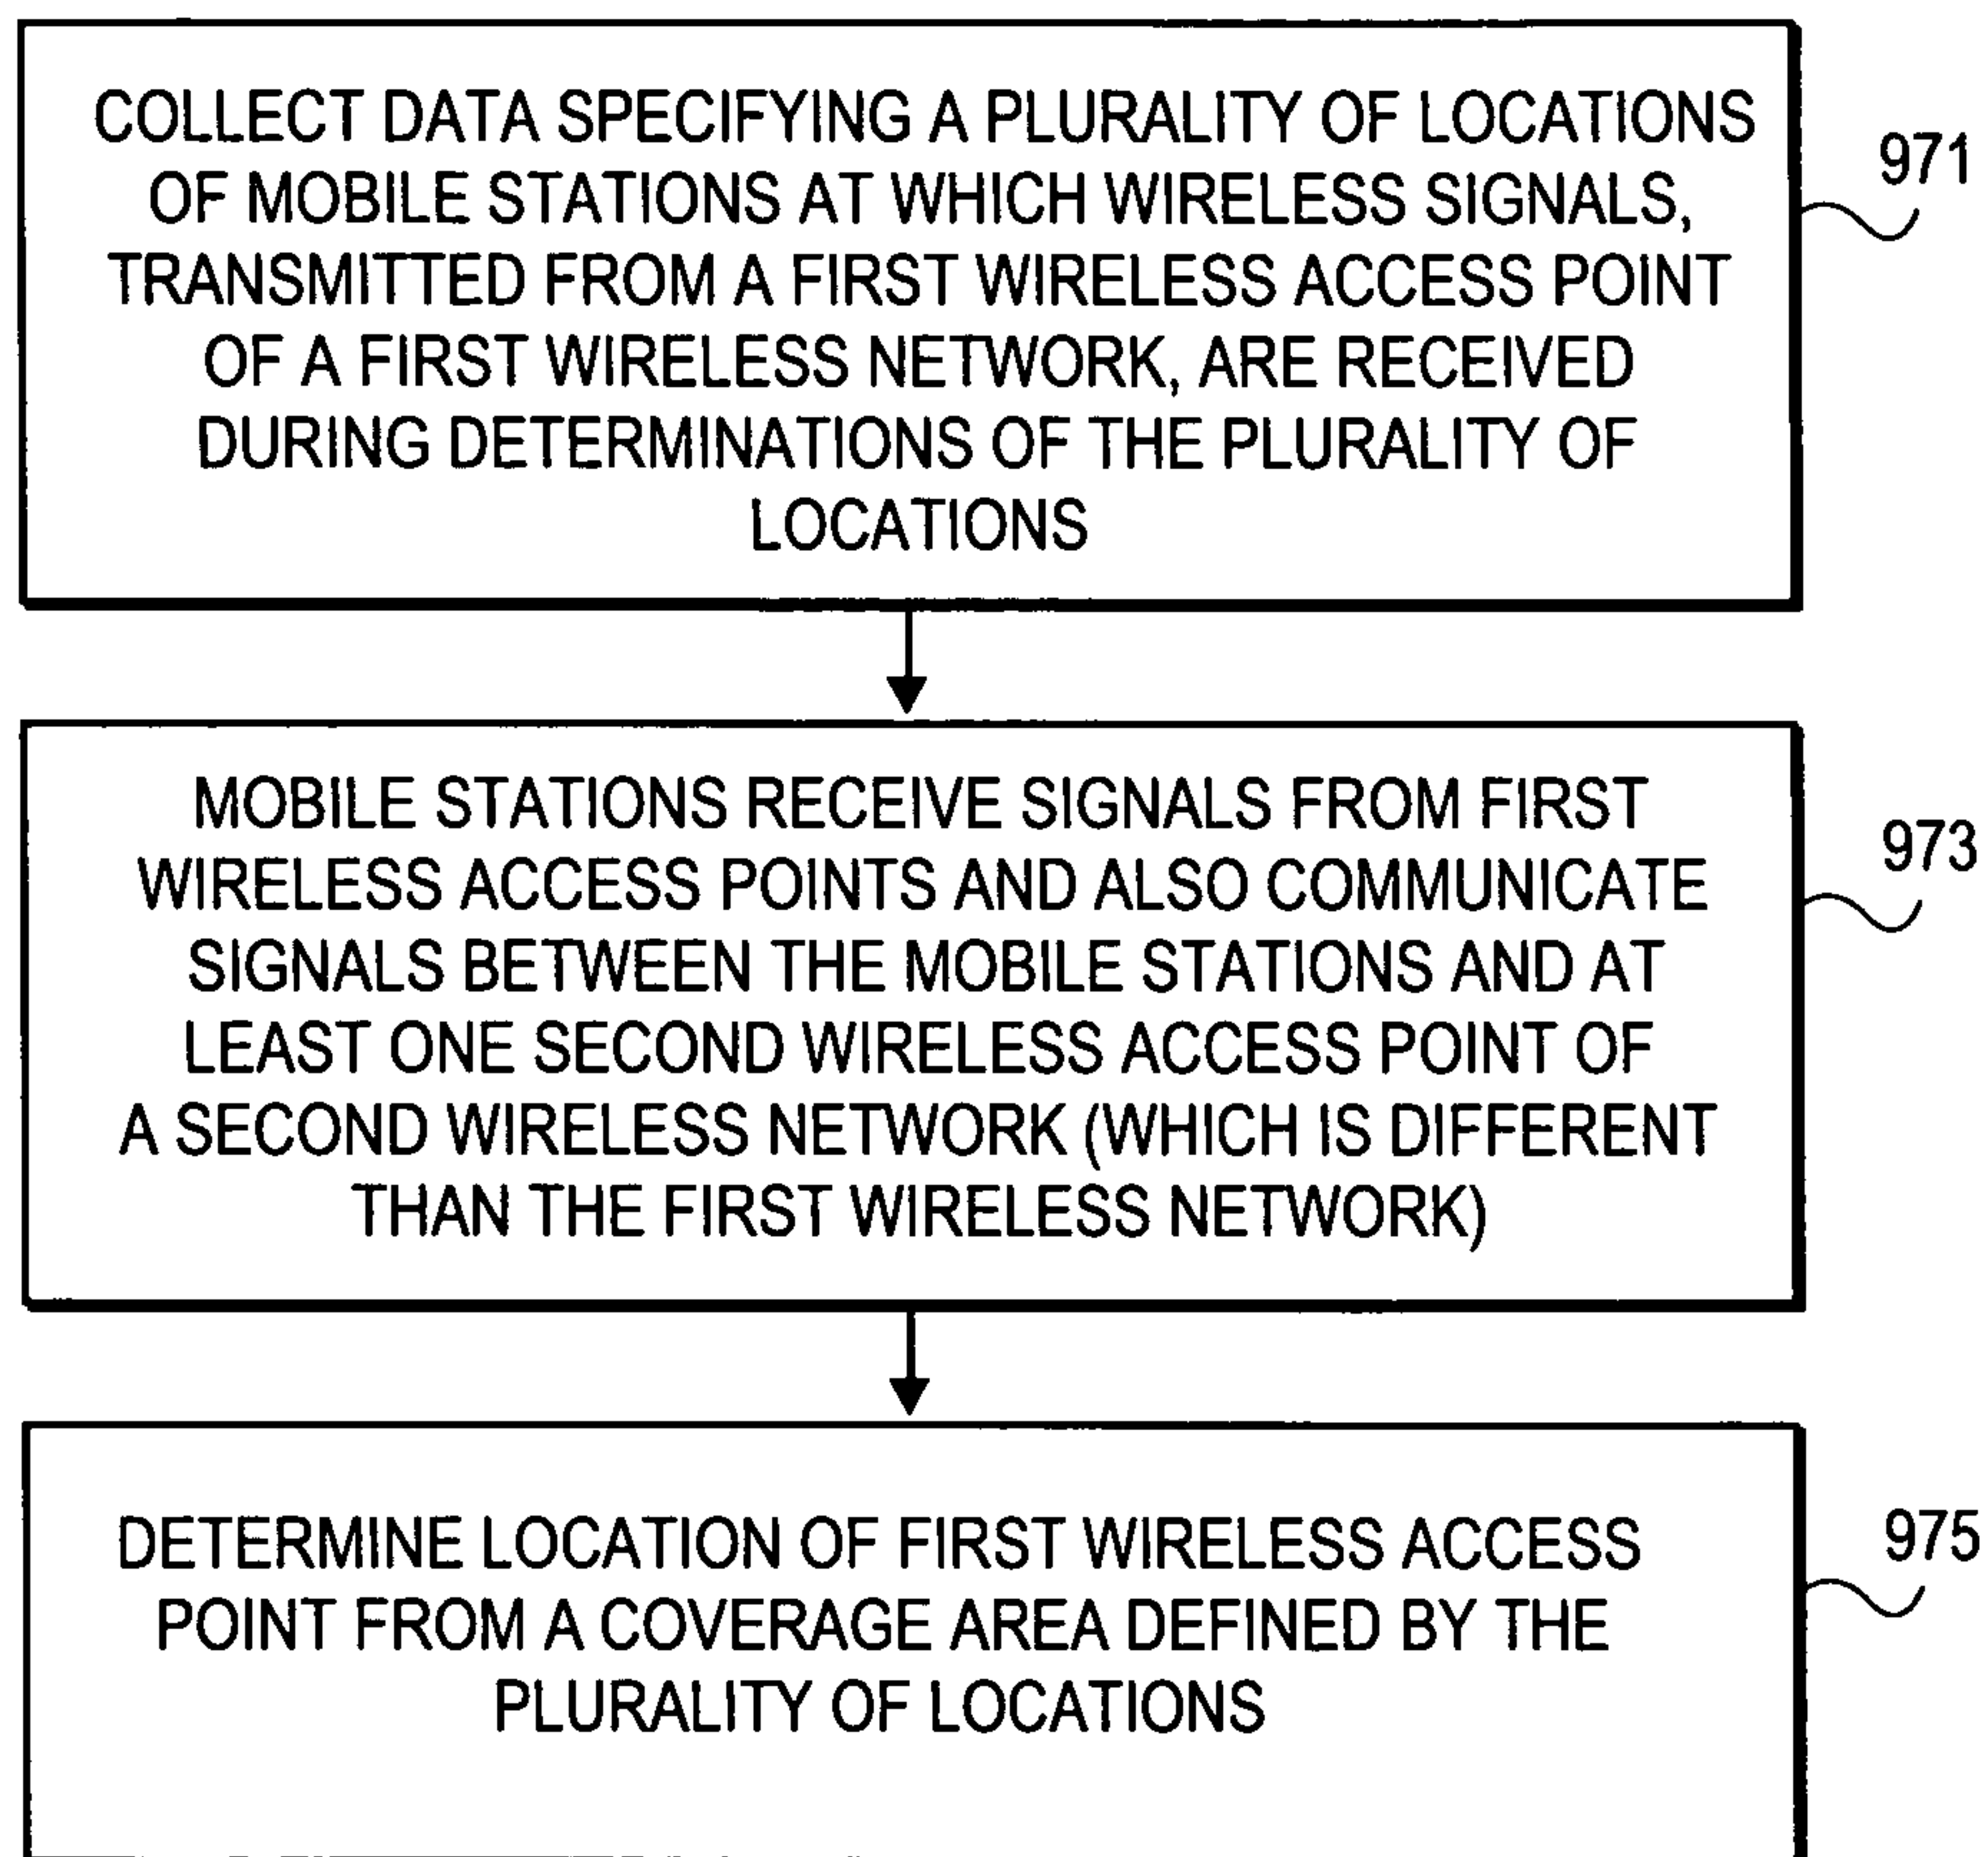 COLLECT DATA SPECIFYING A PLURALITY OF LOCATIONS
OF MOBILE STATIONS AT WHICH WIRELESS SIGNALS,
TRANSMITTED FROM A FIRST WIRELESS ACCESS POINT
OF A FIRST WIRELESS NETWORK, ARE RECEIVED
DURING DETERMINATIONS OF THE PLURALITY OF
LOCATIONS
971
MOBILE STATIONS RECEIVE SIGNALS FROM FIRST
WIRELESS ACCESS POINTS AND ALSO COMMUNICATE
SIGNALS BETWEEN THE MOBILE STATIONS AND AT
LEAST ONE SECOND WIRELESS ACCESS POINT OF
A SECOND WIRELESS NETWORK (WHICH IS DIFFERENT
THAN THE FIRST WIRELESS NETWORK)
973
DETERMINE LOCATION OF FIRST WIRELESS ACCESS
POINT FROM A COVERAGE AREA DEFINED BY THE
PLURALITY OF LOCATIONS
975